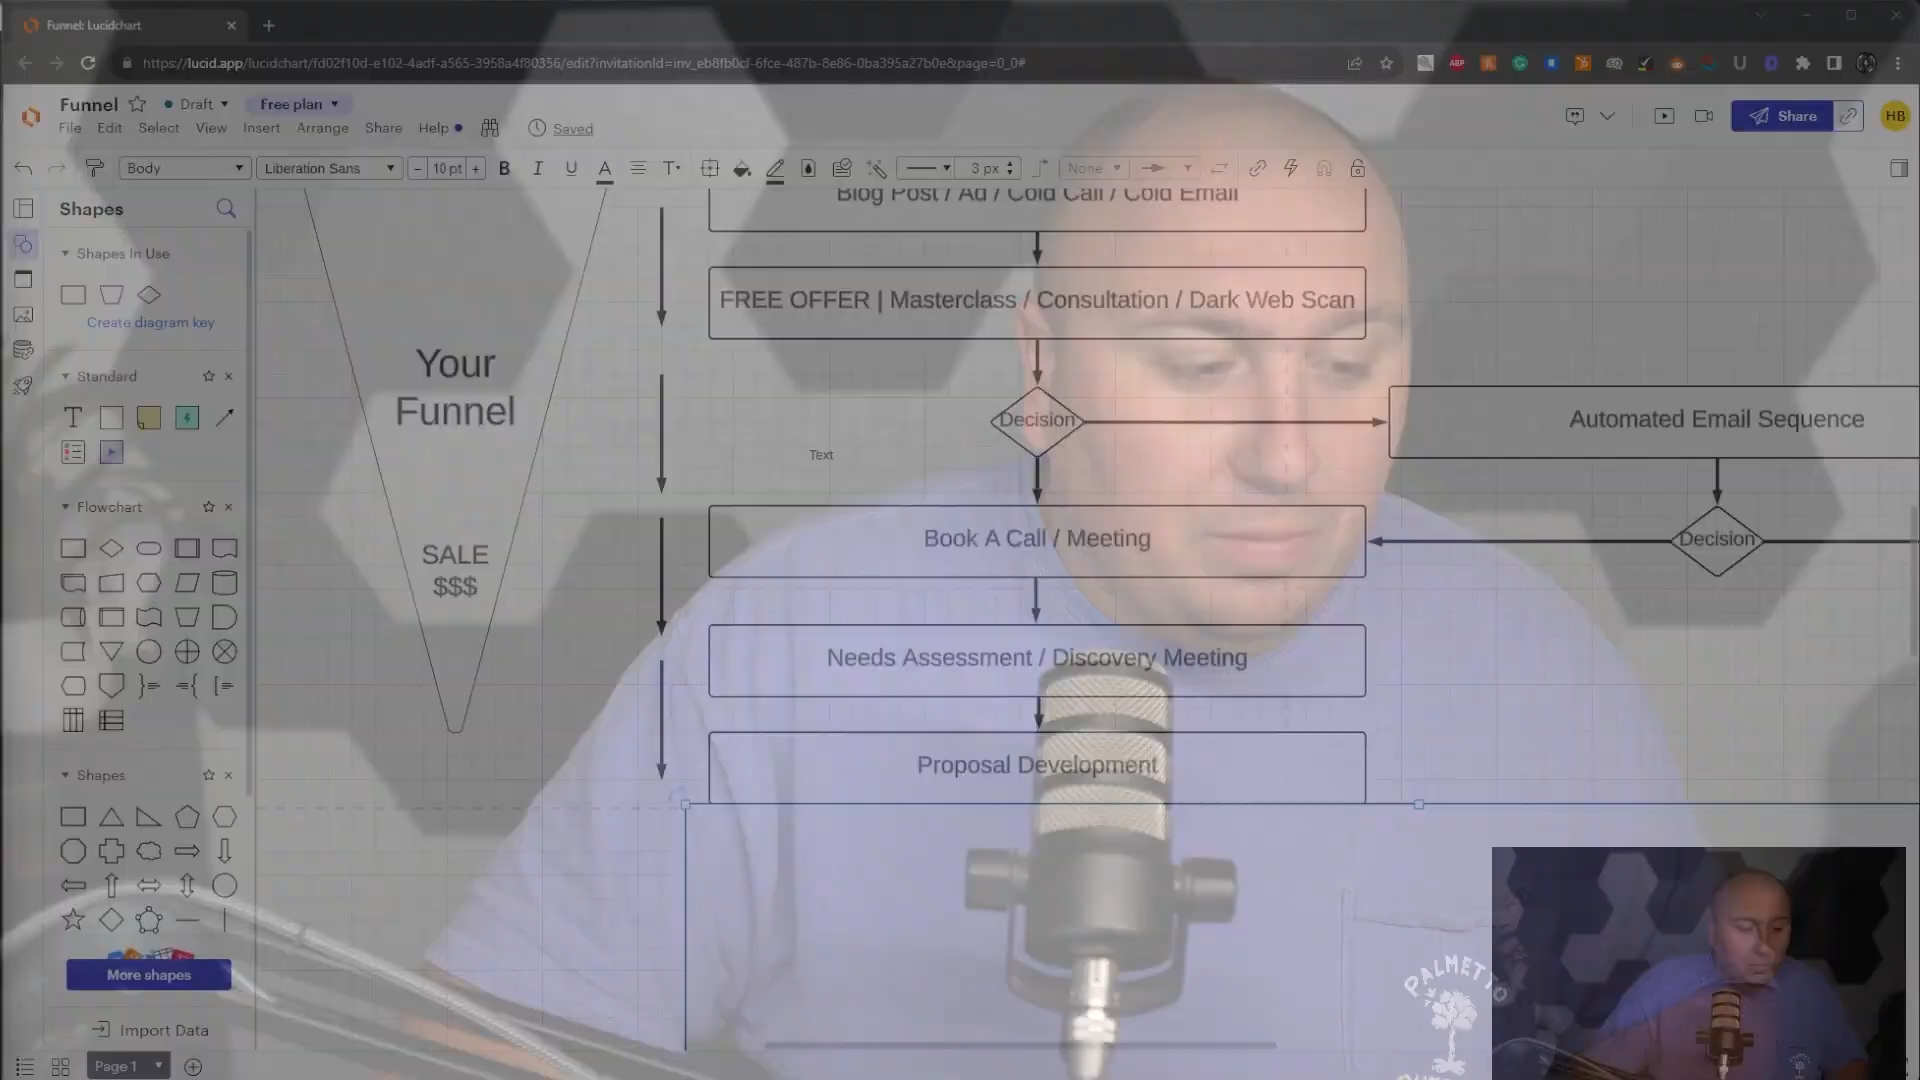 Funnel: Lucidchart
https://lucid.app/lucidchart/fd02f10d-e102-4adf-a565-3958a4f80356/edit?invitationId=inv_eb8fb0cf-6fce-487b-8e86-0ba395a27b0e&page=0_0#
ABP
Funnel Draft Free plan
File Edit Select View Insert Arrange Share Help Saved
Share
HB
Body Liberation Sans 10 pt B I U A T 3 px None
Shapes
Shapes In Use
Create diagram key
Standard
T
Flowchart
Shapes
More shapes
Import Data
Page 1
Your
Funnel
SALE
$$$
Blog Post / Ad / Cold Call / Cold Email
FREE OFFER | Masterclass / Consultation / Dark Web Scan
Decision
Automated Email Sequence
Text
Book A Call / Meeting
Decision
Needs Assessment / Discovery Meeting
Proposal Development
PALMETTO